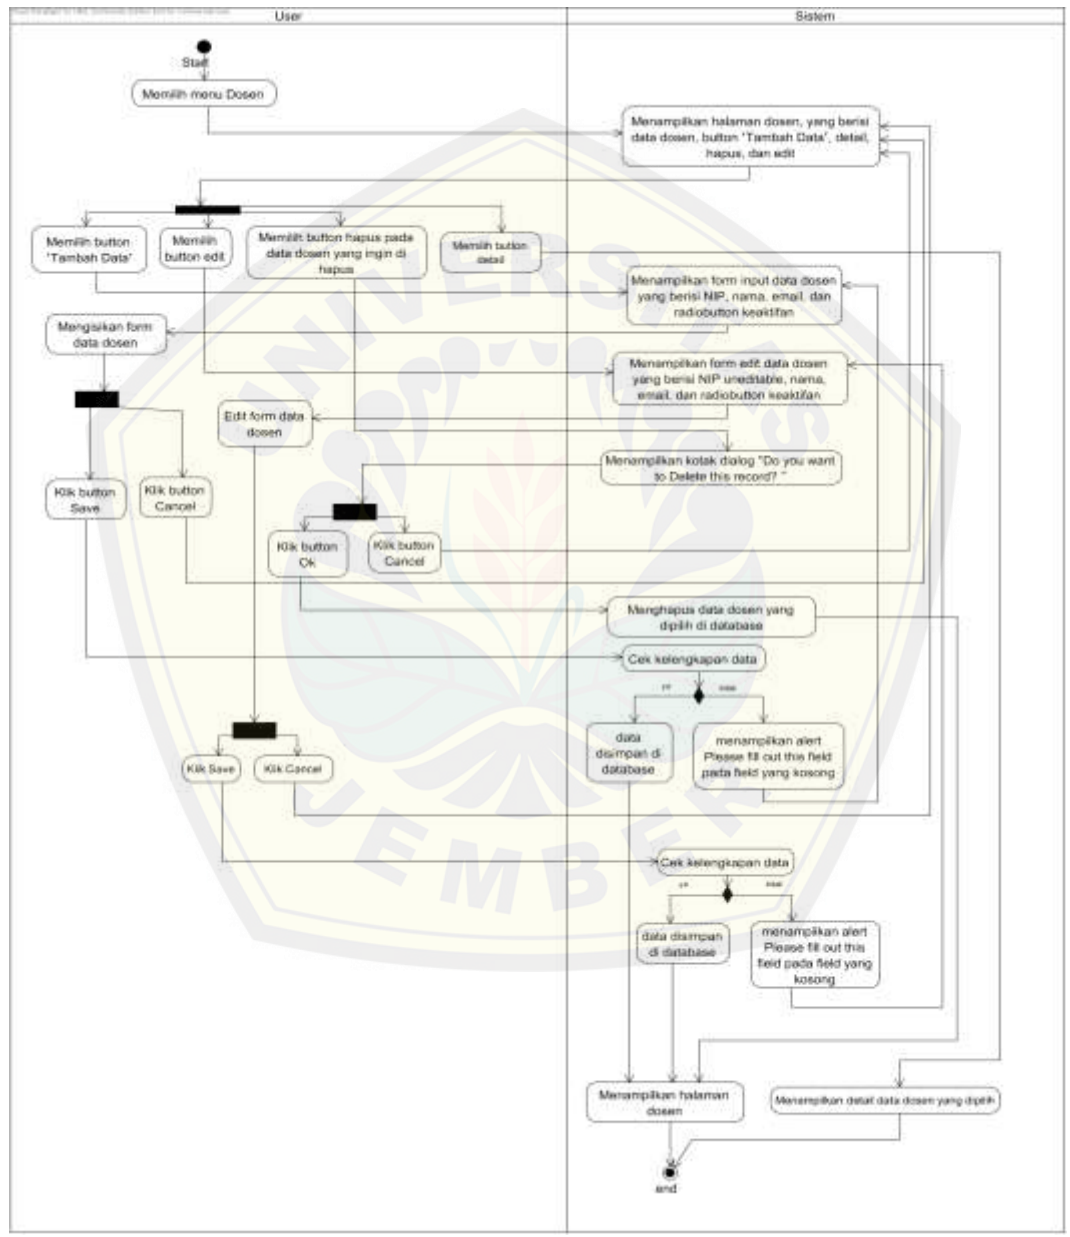 User
Sistem
Start
Memilih menu Dosen
Menampilkan halaman dosen, yang berisi
data dosen, button 'Tambah Data', detail,
hapus, dan edit
Memilih button
'Tambah Data'
Memilih
button edit
Memilih button hapus pada
data dosen yang ingin di
hapus
Memilih button
detail
Menampilkan form input data dosen
yang berisi NIP, nama, email, dan
radiobutton keaktifan
Mengisikan form
data dosen
Menampilkan form edit data dosen
yang berisi NIP uneditable, nama,
email, dan radiobutton keaktifan
Edit form data
dosen
Menampilkan kotak dialog "Do you want
to Delete this record? "
Klik button
Save
Klik button
Cancel
Klik button
Ok
Klik button
Cancel
Menghapus data dosen yang
dipilih di database
Cek kelengkapan data
data
disimpan di
database
menampilkan alert
Please fill out this field
pada field yang kosong
Klik Save
Klik Cancel
Cek kelengkapan data
data disimpan
di database
menampilkan alert
Please fill out this
field pada field yang
kosong
Menampilkan halaman
dosen
Menampilkan detail data dosen yang dipilih
end
UNIVERSITAS
JEMBER